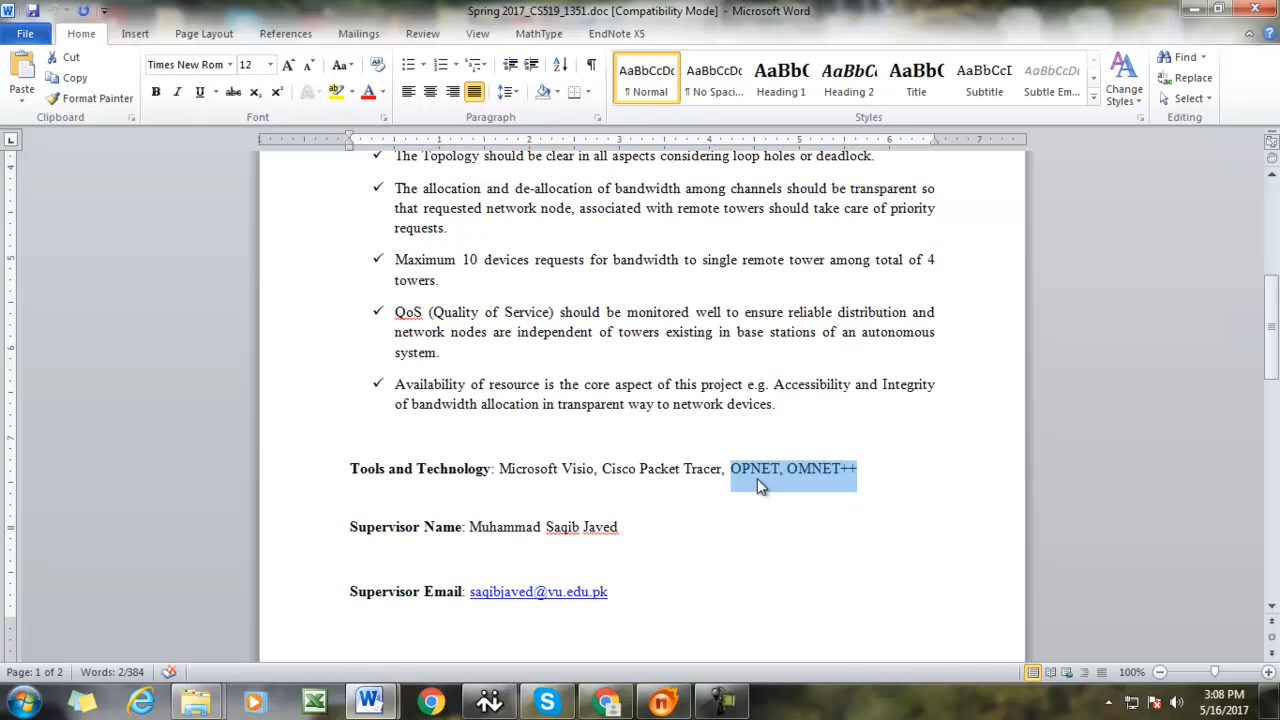 Spring 2017_CS519_1351.doc [Compatibility Mode] - Microsoft Word
File Home Insert Page Layout References Mailings Review View MathType EndNote X5
Paste
Cut
Copy
Format Painter
Clipboard
Times New Rom 12
Font
Paragraph
AaBbCcDc AaBbCcDc AaBbC AaBbCc AaBbC AaBbCcD AaBbCcD
¶ Normal ¶ No Spaci... Heading 1 Heading 2 Title Subtitle Subtle Em...
Styles
Change Styles
Find
Replace
Select
Editing
The Topology should be clear in all aspects considering loop holes or deadlock.
The allocation and de-allocation of bandwidth among channels should be transparent so
that requested network node, associated with remote towers should take care of priority
requests.
Maximum 10 devices requests for bandwidth to single remote tower among total of 4
towers.
QoS (Quality of Service) should be monitored well to ensure reliable distribution and
network nodes are independent of towers existing in base stations of an autonomous
system.
Availability of resource is the core aspect of this project e.g. Accessibility and Integrity
of bandwidth allocation in transparent way to network devices.
Tools and Technology: Microsoft Visio, Cisco Packet Tracer, OPNET, OMNET++
Supervisor Name: Muhammad Saqib Javed
Supervisor Email: saqibjaved@vu.edu.pk
Page: 1 of 2 Words: 2/384 100%
3:08 PM
5/16/2017